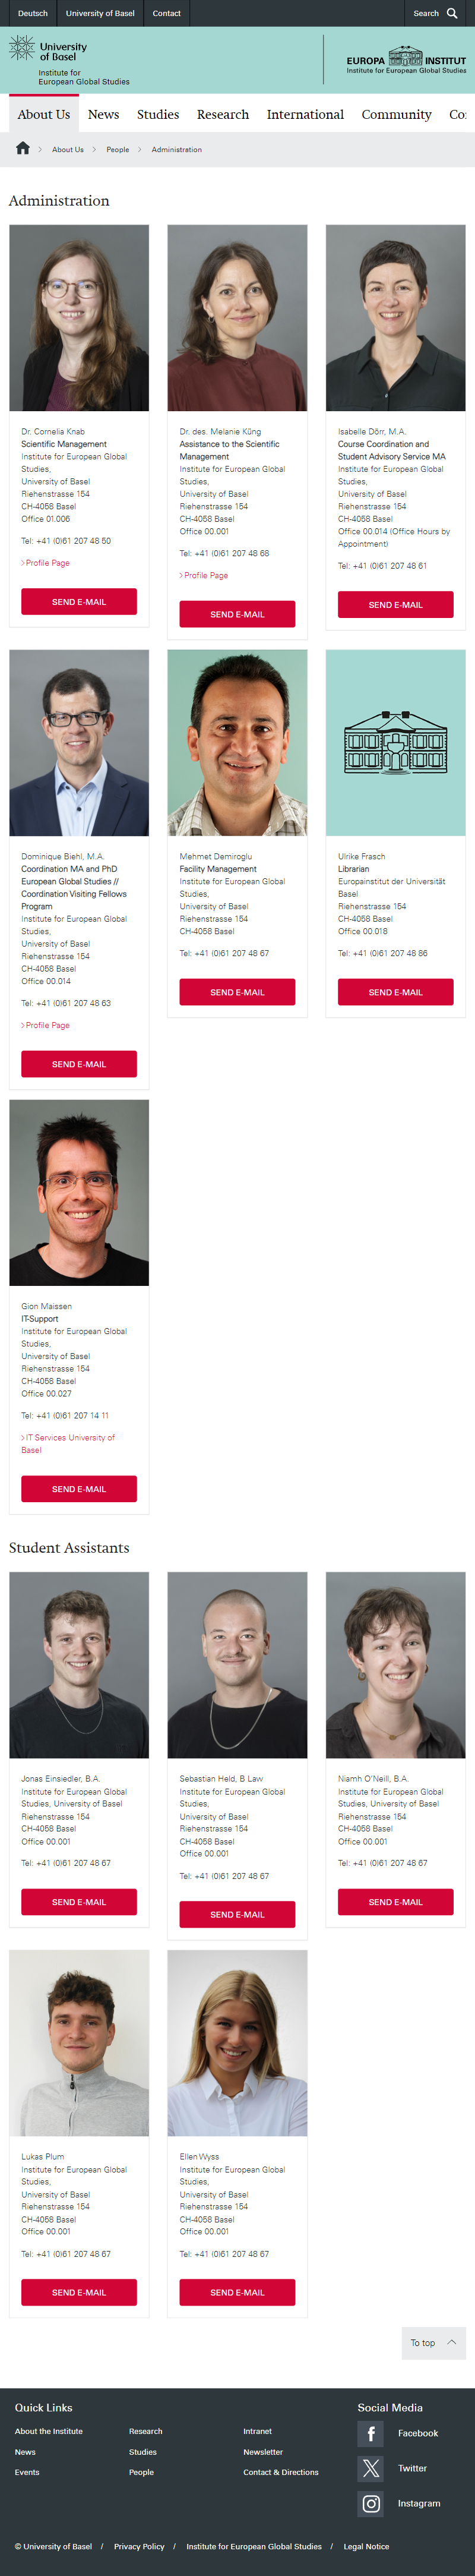 Deutsch
University of Basel
Contact
Search
University
of Basel
Institute for
European Global Studies
EUROPA INSTITUT
Institute for European Global Studies
About Us
News
Studies
Research
International
Community
Co
About Us
People
Administration
Administration
Dr. Cornelia Knab
Scientific Management
Institute for European Global
Studies,
University of Basel
Riehenstrasse 154
CH-4058 Basel
Office 01.006
Tel: +41 (0)61 207 48 50
Profile Page
SEND E-MAIL
Dr. des. Melanie Küng
Assistance to the Scientific
Management
Institute for European Global
Studies,
University of Basel
Riehenstrasse 154
CH-4058 Basel
Office 00.001
Tel: +41 (0)61 207 48 68
Profile Page
SEND E-MAIL
Isabelle Dörr, M.A.
Course Coordination and
Student Advisory Service MA
Institute for European Global
Studies,
University of Basel
Riehenstrasse 154
CH-4058 Basel
Office 00.014 (Office Hours by
Appointment)
Tel: +41 (0)61 207 48 61
SEND E-MAIL
Dominique Biehl, M.A.
Coordination MA and PhD
European Global Studies //
Coordination Visiting Fellows
Program
Institute for European Global
Studies,
University of Basel
Riehenstrasse 154
CH-4058 Basel
Office 00.014
Tel: +41 (0)61 207 48 63
Profile Page
SEND E-MAIL
Mehmet Demiroglu
Facility Management
Institute for European Global
Studies,
University of Basel
Riehenstrasse 154
CH-4058 Basel
Tel: +41 (0)61 207 48 67
SEND E-MAIL
Ulrike Frasch
Librarian
Europainstitut der Universität
Basel
Riehenstrasse 154
CH-4058 Basel
Office 00.018
Tel: +41 (0)61 207 48 86
SEND E-MAIL
Gion Maissen
IT-Support
Institute for European Global
Studies,
University of Basel
Riehenstrasse 154
CH-4058 Basel
Office 00.027
Tel: +41 (0)61 207 14 11
IT Services University of
Basel
SEND E-MAIL
Student Assistants
Jonas Einsiedler, B.A.
Institute for European Global
Studies, University of Basel
Riehenstrasse 154
CH-4058 Basel
Office 00.001
Tel: +41 (0)61 207 48 67
SEND E-MAIL
Sebastian Held, B Law
Institute for European Global
Studies,
University of Basel
Riehenstrasse 154
CH-4058 Basel
Office 00.001
Tel: +41 (0)61 207 48 67
SEND E-MAIL
Niamh O'Neill, B.A.
Institute for European Global
Studies, University of Basel
Riehenstrasse 154
CH-4058 Basel
Office 00.001
Tel: +41 (0)61 207 48 67
SEND E-MAIL
Lukas Plum
Institute for European Global
Studies,
University of Basel
Riehenstrasse 154
CH-4058 Basel
Office 00.001
Tel: +41 (0)61 207 48 67
SEND E-MAIL
Ellen Wyss
Institute for European Global
Studies,
University of Basel
Riehenstrasse 154
CH-4058 Basel
Office 00.001
Tel: +41 (0)61 207 48 67
SEND E-MAIL
To top
Quick Links
About the Institute
News
Events
Research
Studies
People
Intranet
Newsletter
Contact & Directions
Social Media
Facebook
Twitter
Instagram
© University of Basel / Privacy Policy / Institute for European Global Studies / Legal Notice